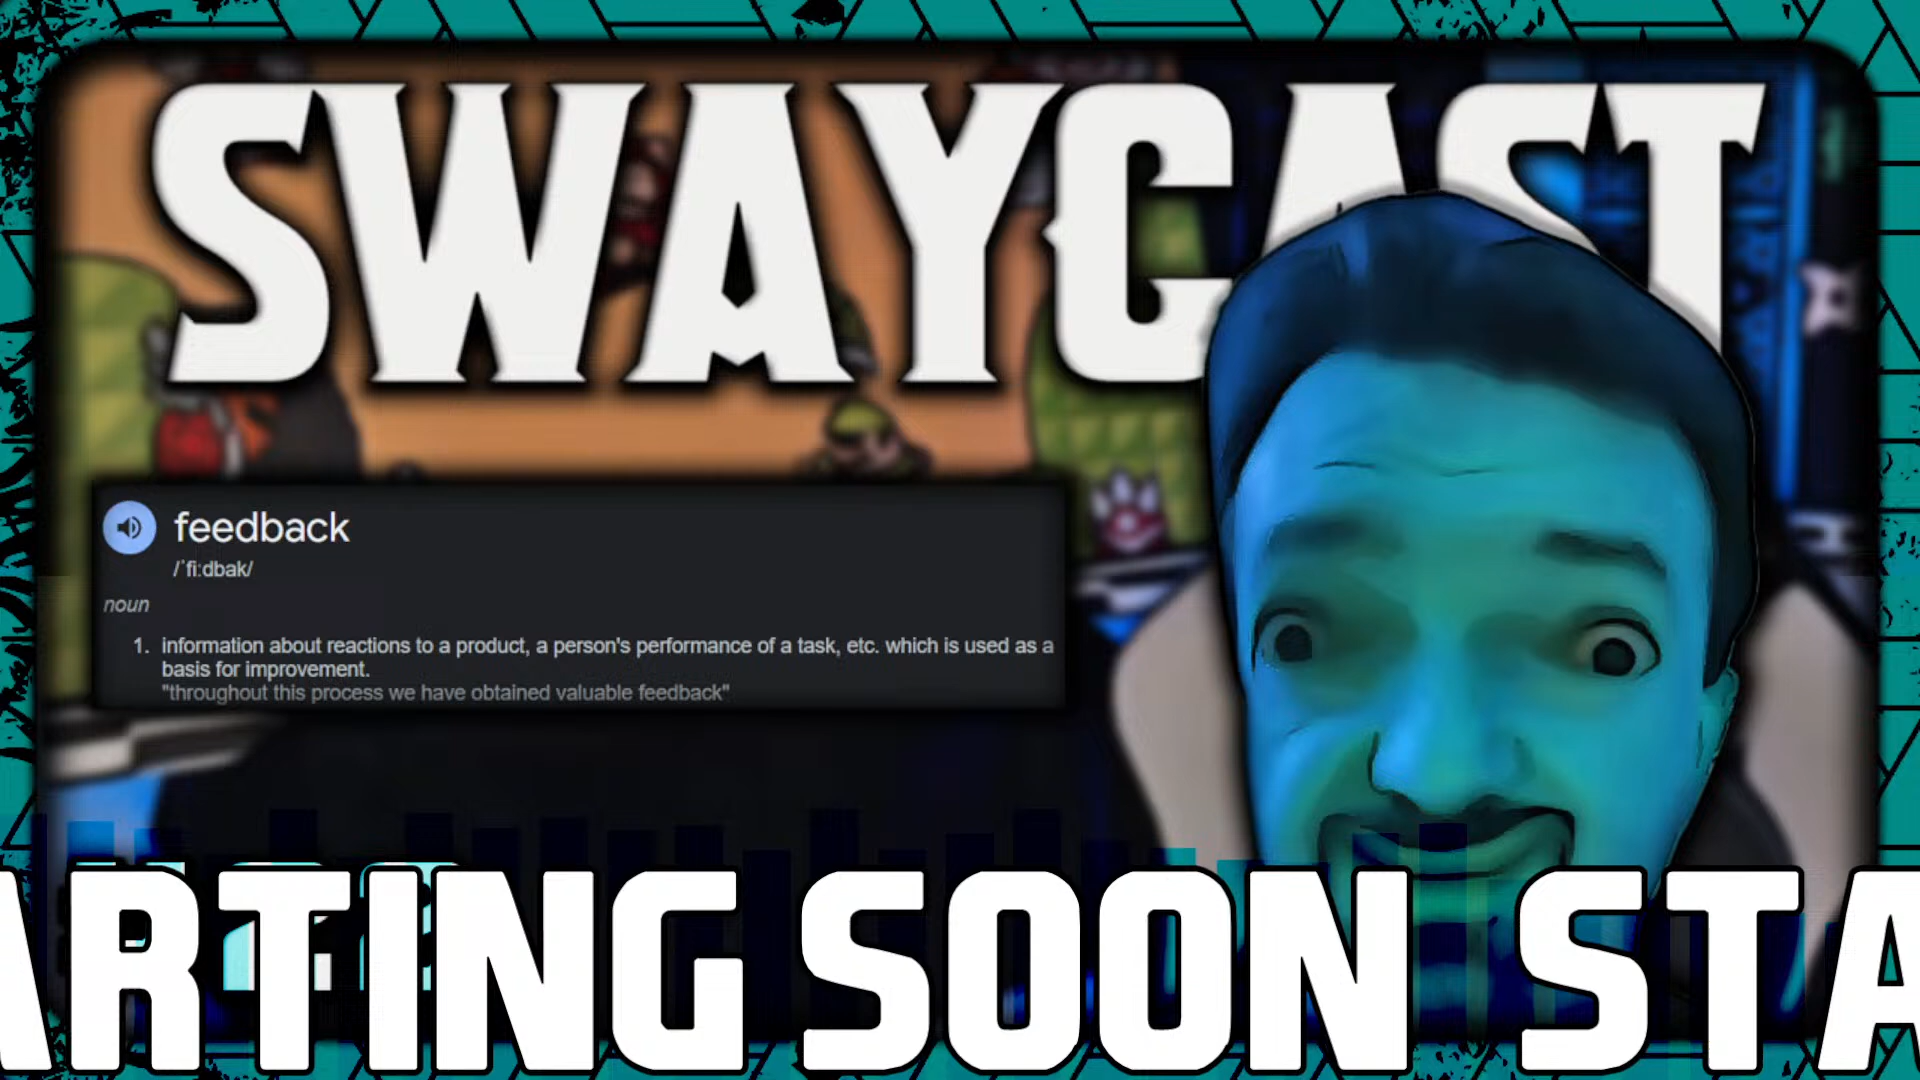 SWAYCAST
feedback
/ˈfiːdbak/
noun
1. information about reactions to a product, a person's performance of a task, etc. which is used as a
basis for improvement.
"throughout this process we have obtained valuable feedback"
ARTING SOON STA